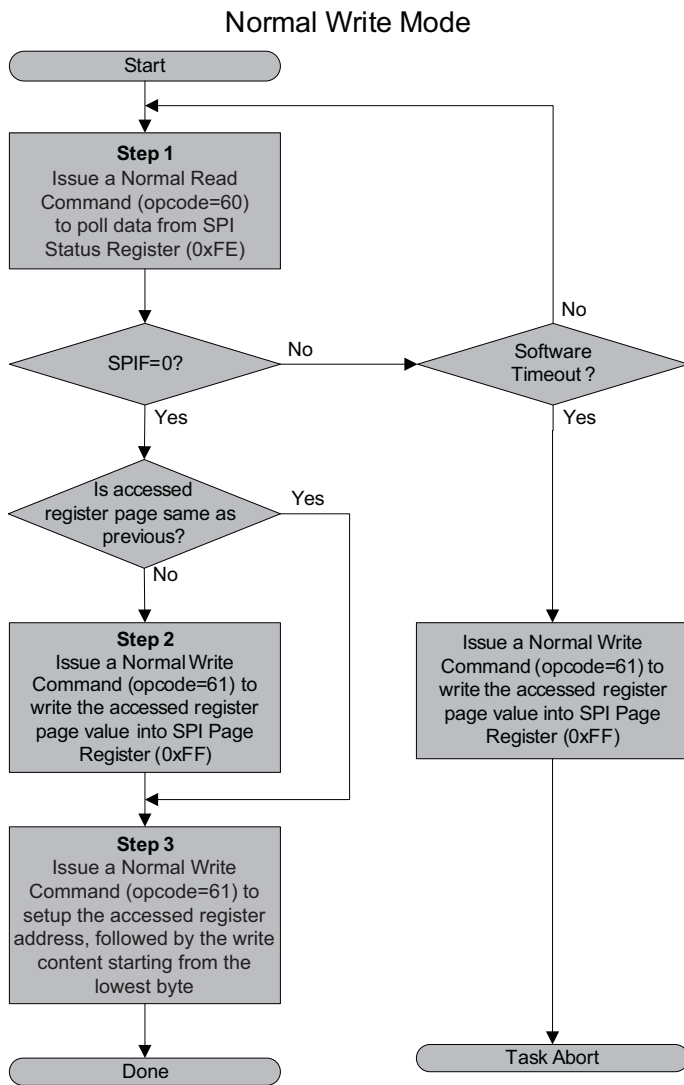 Normal Write Mode
Start
Step 1
Issue a Normal Read
Command (opcode=60)
to poll data from SPI
Status Register (0xFE)
No
SPIF=0?
No
Software
Timeout ?
Yes
Yes
Is accessed
register page same as
previous?
Yes
No
Step 2
Issue a Normal Write
Command (opcode=61) to
write the accessed register
page value into SPI Page
Register (0xFF)
Issue a Normal Write
Command (opcode=61) to
write the accessed register
page value into SPI Page
Register (0xFF)
Step 3
Issue a Normal Write
Command (opcode=61) to
setup the accessed register
address, followed by the write
content starting from the
lowest byte
Done
Task Abort